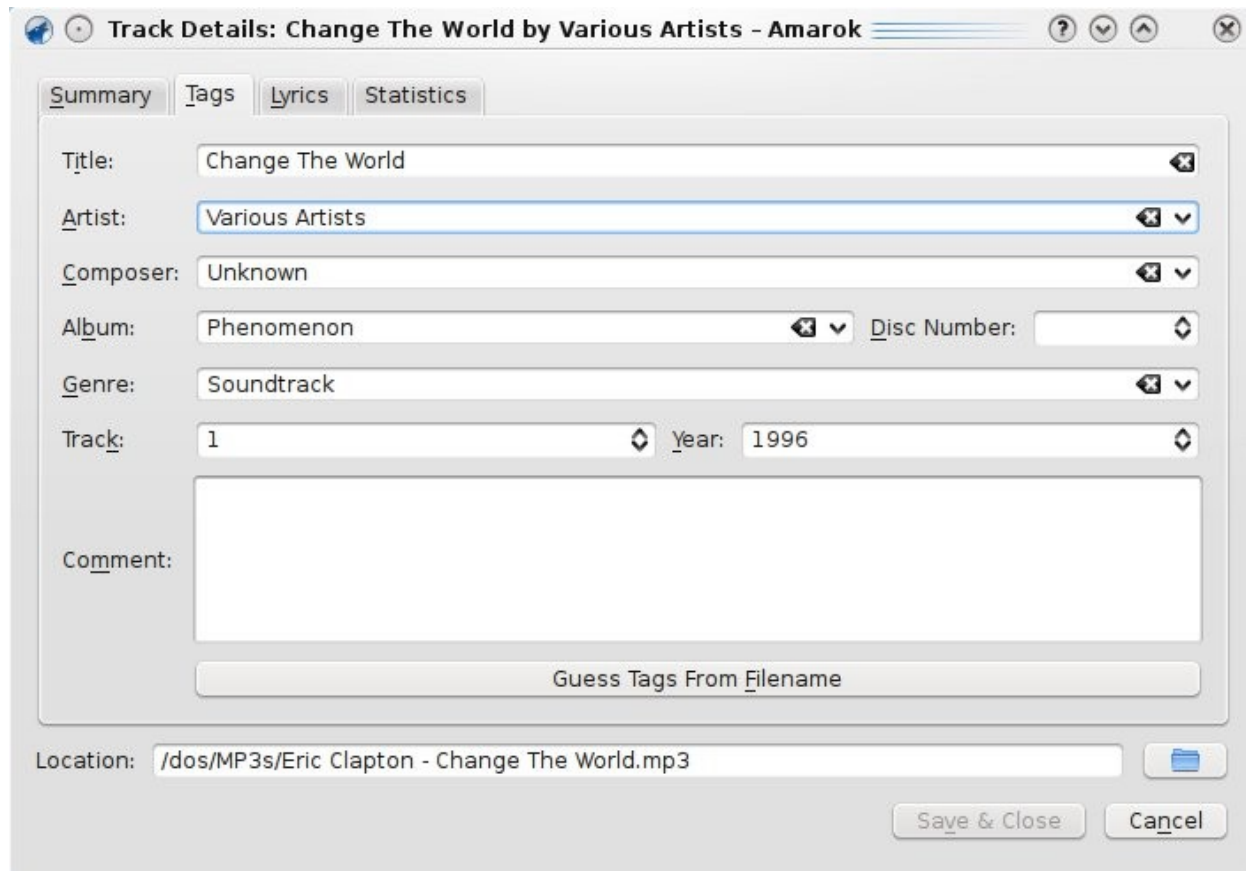 Track Details: Change The World by Various Artists – Amarok
Summary Tags Lyrics Statistics
Title: Change The World
Artist: Various Artists
Composer: Unknown
Album: Phenomenon Disc Number:
Genre: Soundtrack
Track: 1 Year: 1996
Comment:
Guess Tags From Filename
Location: /dos/MP3s/Eric Clapton - Change The World.mp3
Save & Close Cancel